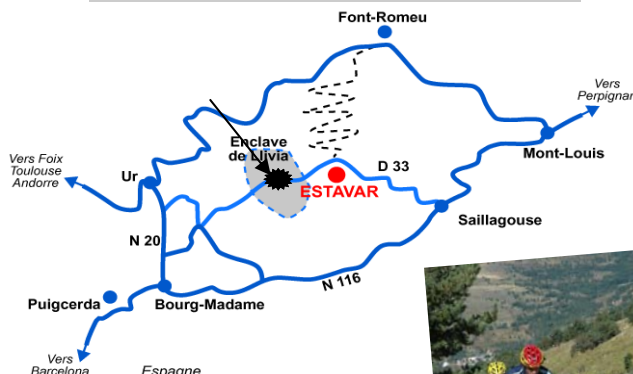 Font-Romeu
Vers
Perpignan
Enclave
de Llivia
Mont-Louis
Vers Foix
Toulouse
Andorre
Ur
D 33
ESTAVAR
Saillagouse
N 20
N 116
Puigcerda
Bourg-Madame
Vers
Barcelona
Espagne